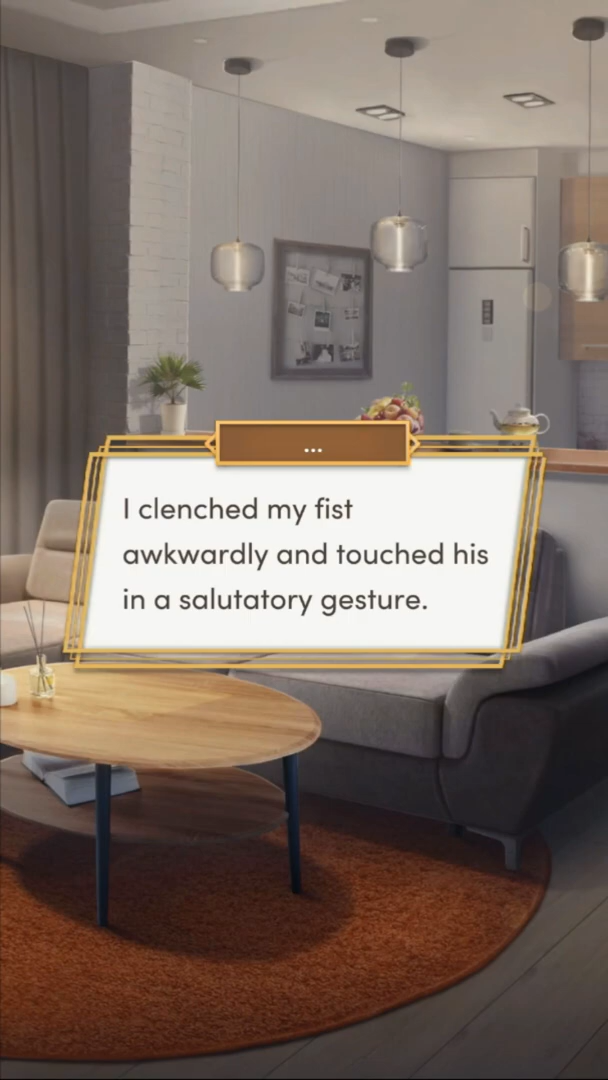 ...
I clenched my fist
awkwardly and touched his
in a salutatory gesture.